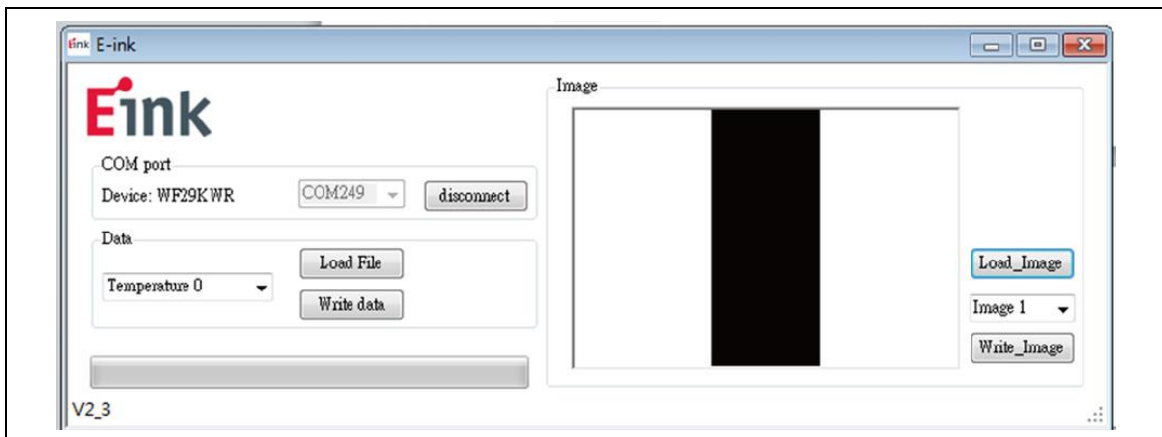 Eink E-ink
Eink
COM port
Device: WF29KWR
COM249
disconnect
Data
Temperature 0
Load File
Write data
V2_3
Image
Load_Image
Image 1
Write_Image